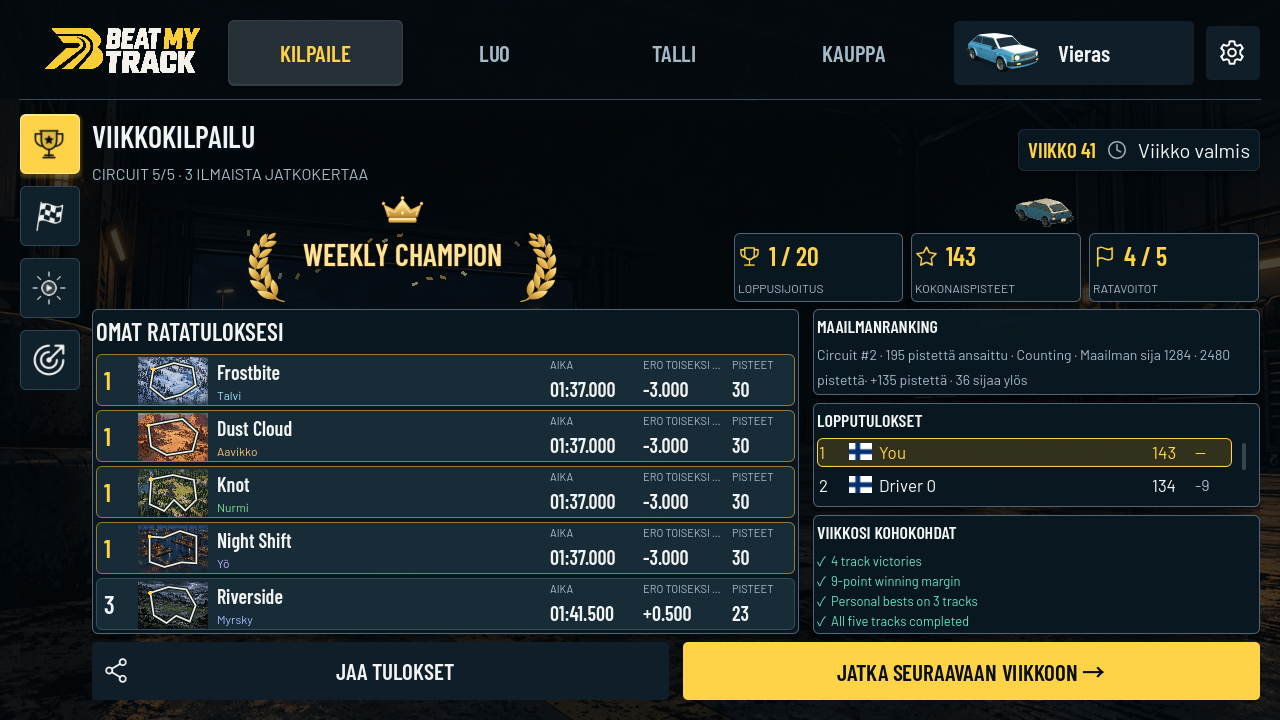 BEAT MY TRACK
KILPAILE
LUO
TALLI
KAUPPA
Vieras
VIIKKOKILPAILU
CIRCUIT 5/5 · 3 ILMAISTA JATKOKERTAA
VIIKKO 41 Viikko valmis
WEEKLY CHAMPION
1 / 20
LOPPUSIJOITUS
143
KOKONAISPISTEET
4 / 5
RATAVOITOT
OMAT RATATULOKSESI
1 Frostbite Talvi AIKA 01:37.000 ERO TOISEKSI ... -3.000 PISTEET 30
1 Dust Cloud Aavikko AIKA 01:37.000 ERO TOISEKSI ... -3.000 PISTEET 30
1 Knot Nurmi AIKA 01:37.000 ERO TOISEKSI ... -3.000 PISTEET 30
1 Night Shift Yö AIKA 01:37.000 ERO TOISEKSI ... -3.000 PISTEET 30
3 Riverside Myrsky AIKA 01:41.500 ERO TOISEKSI ... +0.500 PISTEET 23
MAAILMANRANKING
Circuit #2 · 195 pistettä ansaittu · Counting · Maailman sija 1284 · 2480
pistettä· +135 pistettä · 36 sijaa ylös
LOPPUTULOKSET
1 You 143 —
2 Driver 0 134 -9
VIIKKOSI KOHOKOHDAT
✓ 4 track victories
✓ 9-point winning margin
✓ Personal bests on 3 tracks
✓ All five tracks completed
JAA TULOKSET
JATKA SEURAAVAAN VIIKKOON →